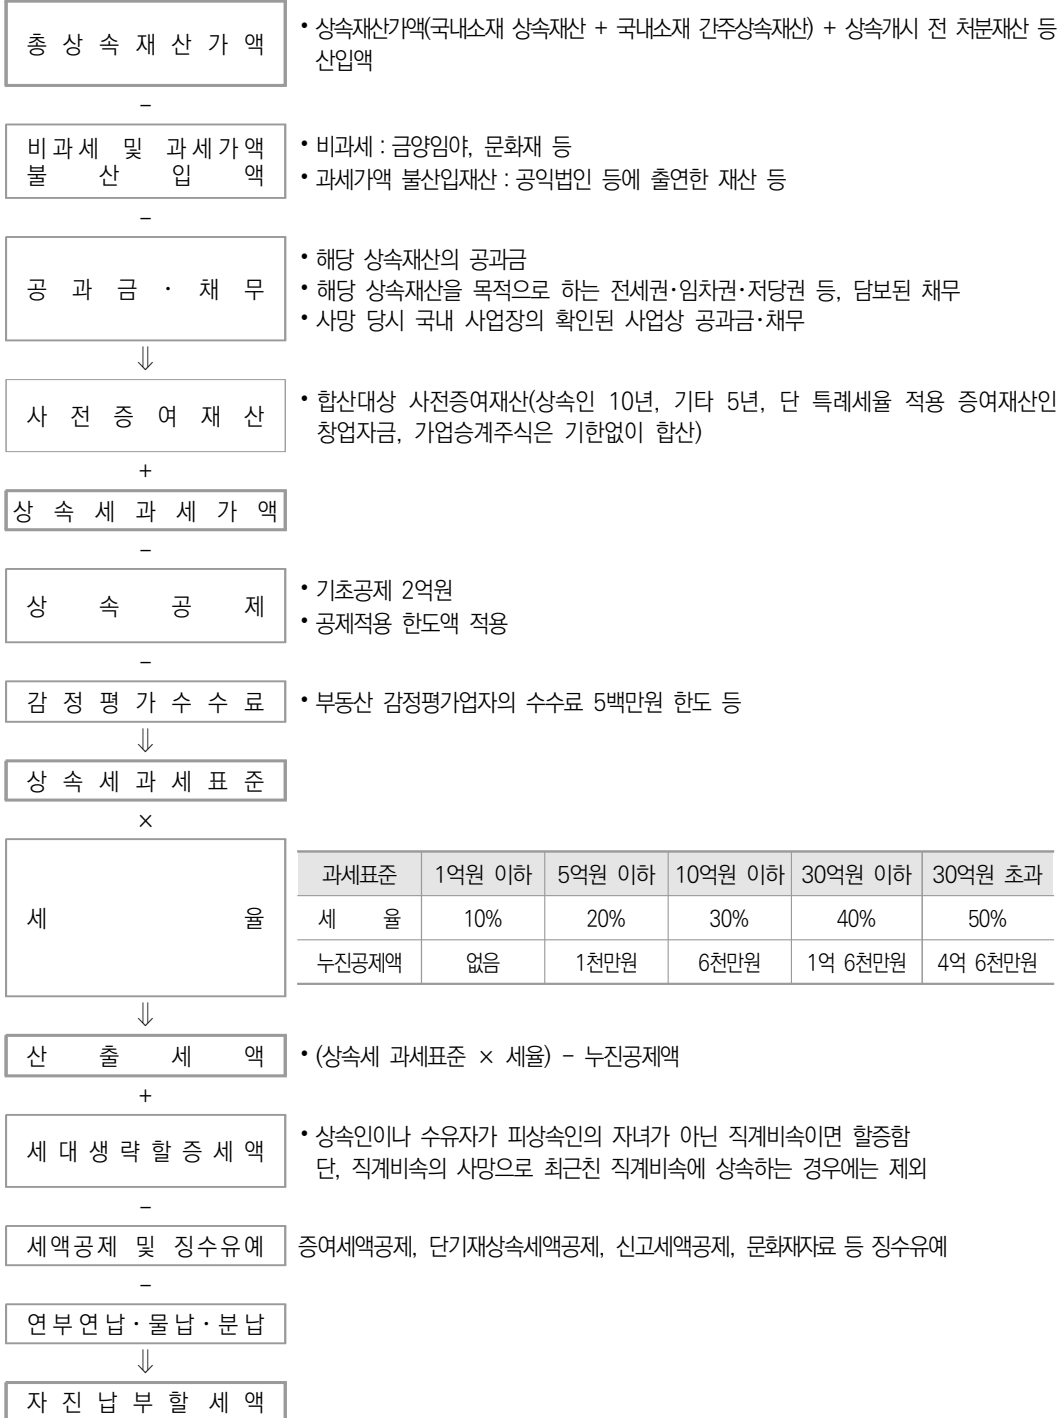 총 상 속 재 산 가 액
• 상속재산가액(국내소재 상속재산 + 국내소재 간주상속재산) + 상속개시 전 처분재산 등
산입액
−
비과세 및 과세가액
불 산 입 액
• 비과세 : 금양임야, 문화재 등
• 과세가액 불산입재산 : 공익법인 등에 출연한 재산 등
−
공 과 금 · 채 무
• 해당 상속재산의 공과금
• 해당 상속재산을 목적으로 하는 전세권·임차권·저당권 등, 담보된 채무
• 사망 당시 국내 사업장의 확인된 사업상 공과금·채무
⇓
사 전 증 여 재 산
• 합산대상 사전증여재산(상속인 10년, 기타 5년, 단 특례세율 적용 증여재산인
창업자금, 가업승계주식은 기한없이 합산)
+
상 속 세 과 세 가 액
−
상 속 공 제
• 기초공제 2억원
• 공제적용 한도액 적용
−
감 정 평 가 수 수 료
• 부동산 감정평가업자의 수수료 5백만원 한도 등
⇓
상 속 세 과 세 표 준
×
세 율
과세표준 1억원 이하 5억원 이하 10억원 이하 30억원 이하 30억원 초과
세 율 10% 20% 30% 40% 50%
누진공제액 없음 1천만원 6천만원 1억 6천만원 4억 6천만원
⇓
산 출 세 액
• (상속세 과세표준 × 세율) − 누진공제액
+
세 대 생 략 할 증 세 액
• 상속인이나 수유자가 피상속인의 자녀가 아닌 직계비속이면 할증함
단, 직계비속의 사망으로 최근친 직계비속에 상속하는 경우에는 제외
−
세액공제 및 징수유예
증여세액공제, 단기재상속세액공제, 신고세액공제, 문화재자료 등 징수유예
−
연 부 연 납 · 물 납 · 분 납
⇓
자 진 납 부 할 세 액